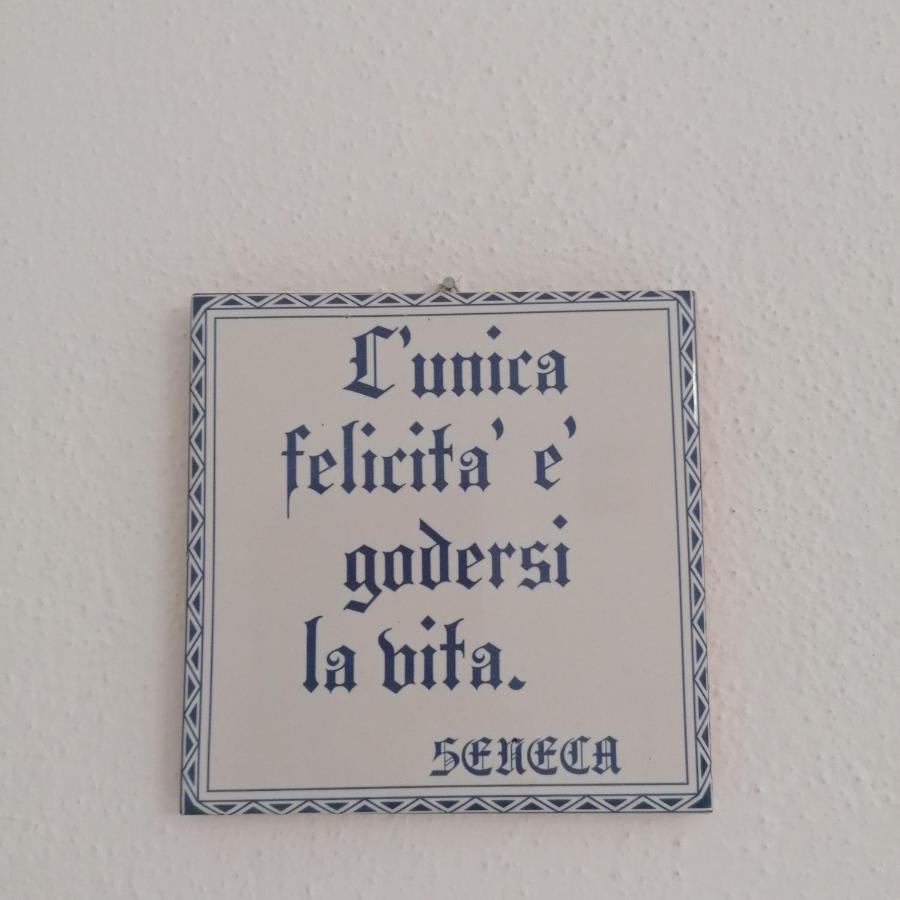 L'unica
felicita' e'
godersi
la vita.
SENECA